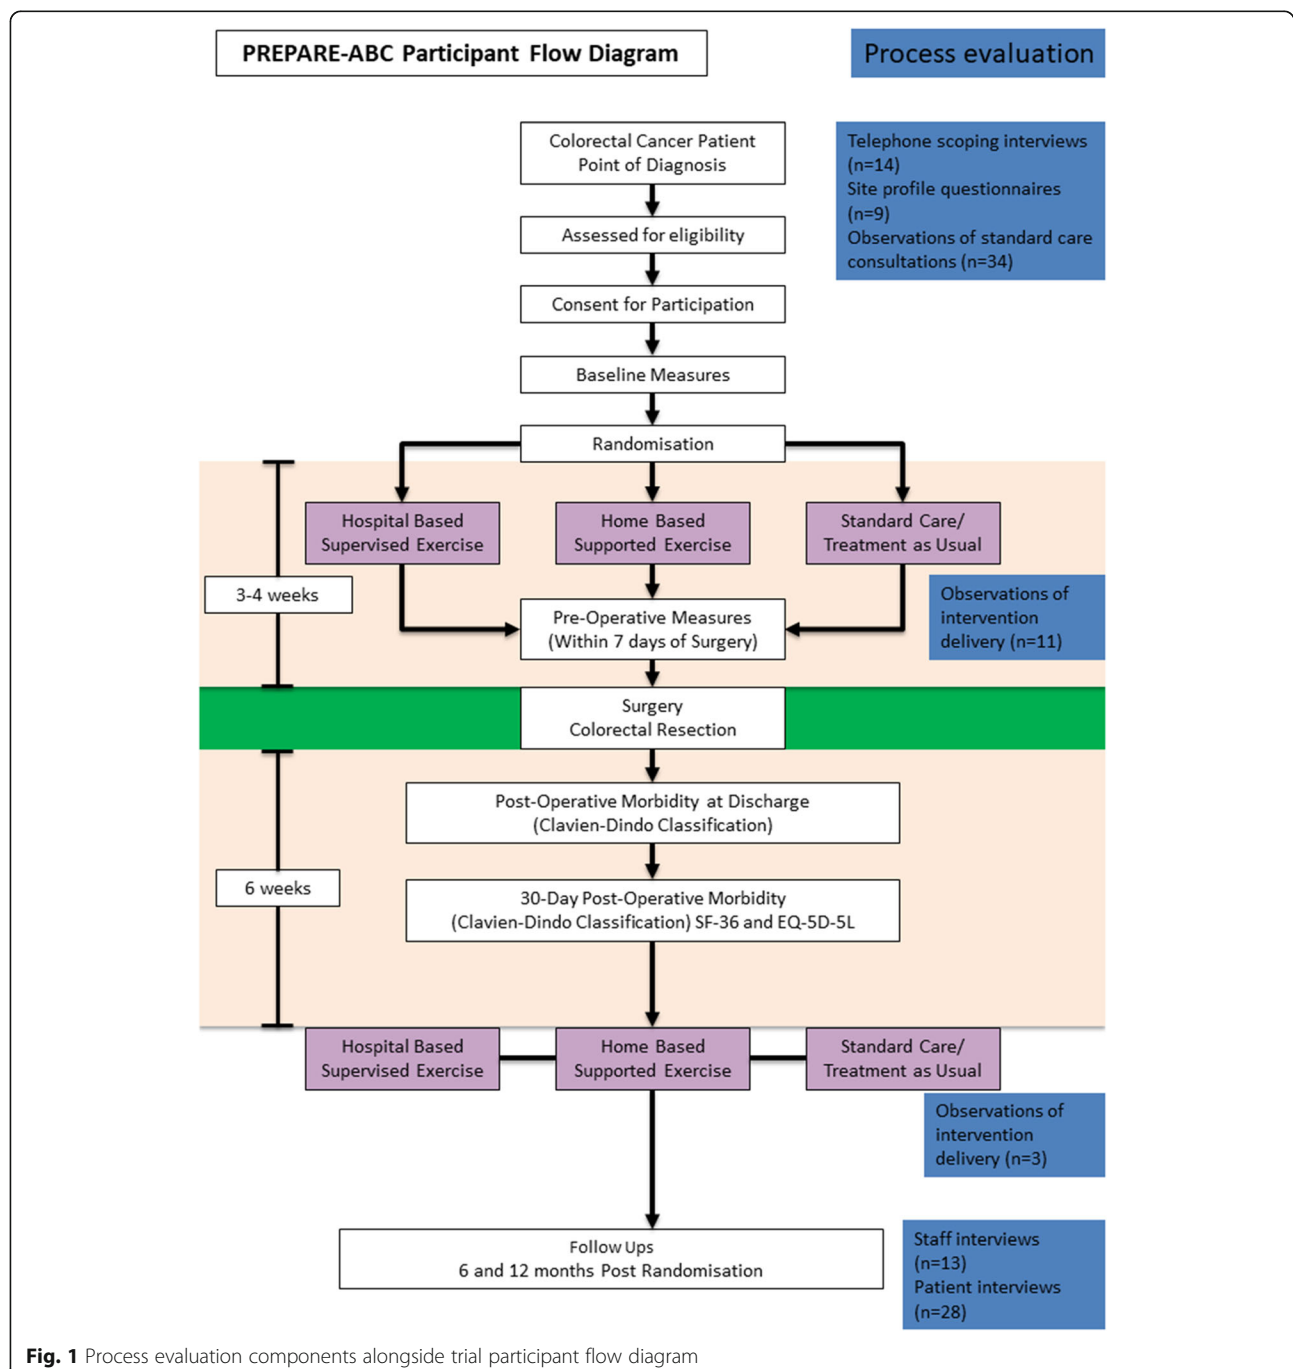 PREPARE-ABC Participant Flow Diagram
Process evaluation
Colorectal Cancer Patient
Point of Diagnosis
Telephone scoping interviews
(n=14)
Site profile questionnaires
(n=9)
Observations of standard care
consultations (n=34)
Assessed for eligibility
Consent for Participation
Baseline Measures
Randomisation
Hospital Based
Supervised Exercise
Home Based
Supported Exercise
Standard Care/
Treatment as Usual
3-4 weeks
Pre-Operative Measures
(Within 7 days of Surgery)
Observations of
intervention
delivery (n=11)
Surgery
Colorectal Resection
Post-Operative Morbidity at Discharge
(Clavien-Dindo Classification)
6 weeks
30-Day Post-Operative Morbidity
(Clavien-Dindo Classification) SF-36 and EQ-5D-5L
Hospital Based
Supervised Exercise
Home Based
Supported Exercise
Standard Care/
Treatment as Usual
Observations of
intervention
delivery (n=3)
Follow Ups
6 and 12 months Post Randomisation
Staff interviews
(n=13)
Patient interviews
(n=28)
Fig. 1 Process evaluation components alongside trial participant flow diagram